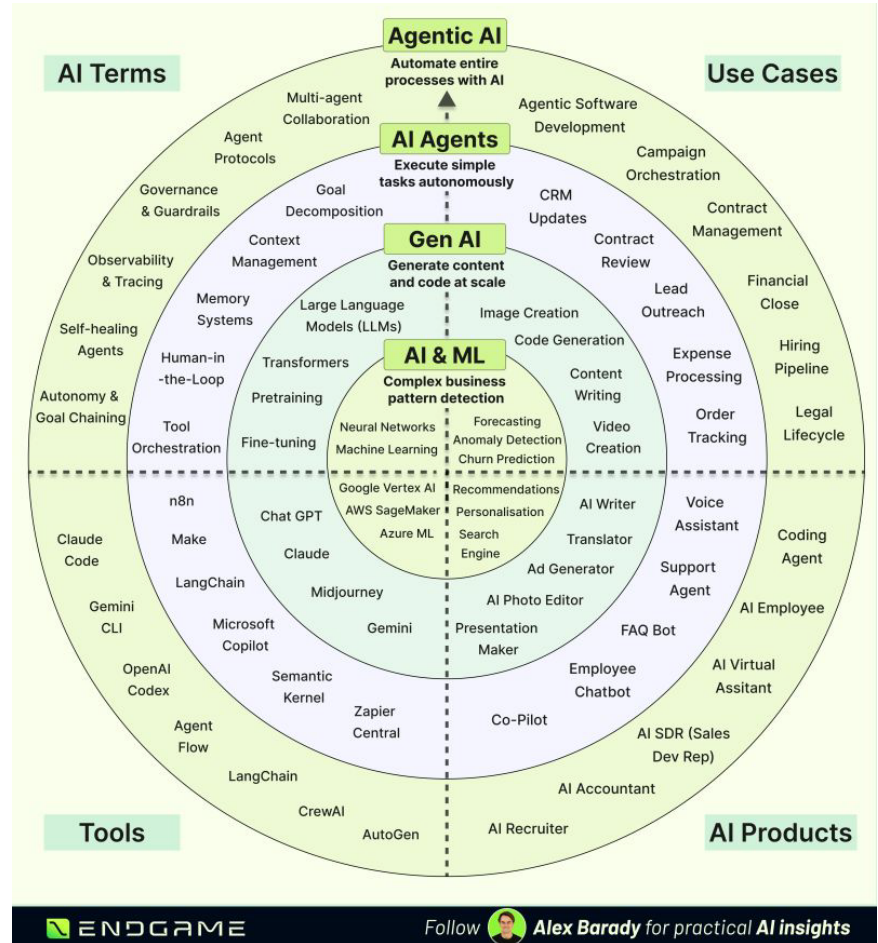 Agentic AI
Automate entire
processes with AI
AI Terms
Use Cases
Multi-agent
Collaboration
Agent
Protocols
Governance
& Guardrails
Observability
& Tracing
Self-healing
Agents
Autonomy &
Goal Chaining
Agentic Software
Development
Campaign
Orchestration
Contract
Management
Financial
Close
Hiring
Pipeline
Legal
Lifecycle
AI Agents
Execute simple
tasks autonomously
Goal
Decomposition
Context
Management
Memory
Systems
Human-in
-the-Loop
Tool
Orchestration
CRM
Updates
Contract
Review
Lead
Outreach
Expense
Processing
Order
Tracking
Gen AI
Generate content
and code at scale
Large Language
Models (LLMs)
Transformers
Pretraining
Fine-tuning
Image Creation
Code Generation
Content
Writing
Video
Creation
AI & ML
Complex business
pattern detection
Neural Networks
Machine Learning
Forecasting
Anomaly Detection
Churn Prediction
Google Vertex AI
AWS SageMaker
Azure ML
Recommendations
Personalisation
Search
Engine
Chat GPT
Claude
Midjourney
Gemini
AI Writer
Translator
Ad Generator
AI Photo Editor
Presentation
Maker
n8n
Make
LangChain
Microsoft
Copilot
Semantic
Kernel
Zapier
Central
Voice
Assistant
Support
Agent
FAQ Bot
Employee
Chatbot
Co-Pilot
Claude
Code
Gemini
CLI
OpenAI
Codex
Agent
Flow
LangChain
CrewAI
AutoGen
Coding
Agent
AI Employee
AI Virtual
Assitant
AI SDR (Sales
Dev Rep)
AI Accountant
AI Recruiter
Tools
AI Products
ENDGAME
Follow Alex Barady for practical AI insights